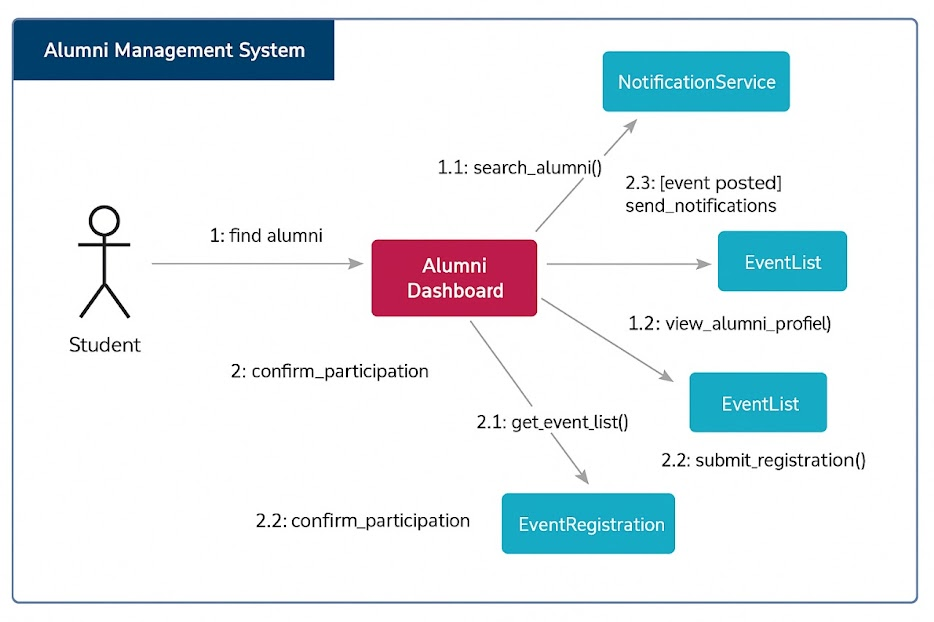 Alumni Management System
NotificationService
1.1: search_alumni()
2.3: [event posted]
send_notifications
1: find alumni
Alumni
Dashboard
EventList
1.2: view_alumni_profiel)
Student
2: confirm_participation
EventList
2.1: get_event_list()
2.2: submit_registration()
2.2: confirm_participation
EventRegistration